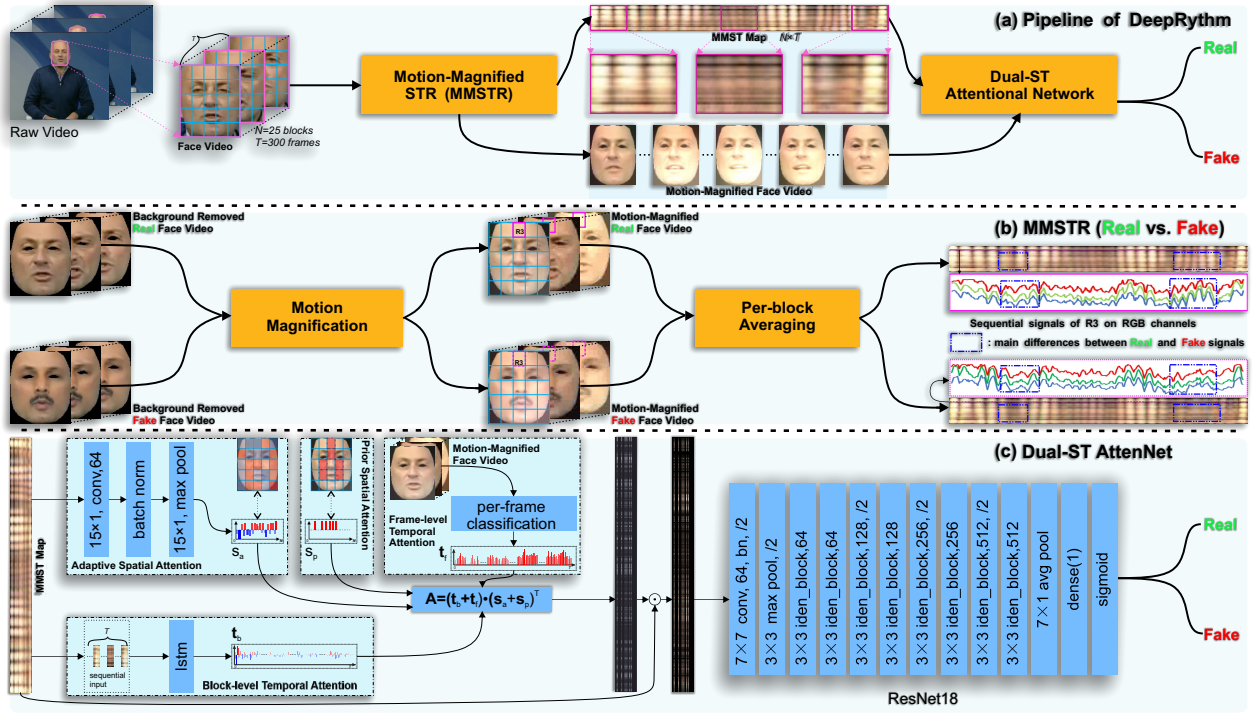 (a) Pipeline of DeepRythm
T
MMST Map N×T
Motion-Magnified
STR (MMSTR)
Dual-ST
Attentional Network
Real
Fake
Raw Video
Face Video
N=25 blocks
T=300 frames
Motion-Magnified Face Video
(b) MMSTR (Real vs. Fake)
Background Removed
Real Face Video
R3
Motion-Magnified
Real Face Video
Motion
Magnification
Per-block
Averaging
Sequential signals of R3 on RGB channels
: main differences between Real and Fake signals
R3
Background Removed
Fake Face Video
Motion-Magnified
Fake Face Video
(c) Dual-ST AttenNet
MMST Map
15×1, conv,64
batch norm
15×1, max pool
Sa
Adaptive Spatial Attention
Sp
Prior Spatial Attention
Motion-Magnified
Face Video
per-frame
classification
Frame-level
Temporal
Attention
tf
A=(tb+tf)•(sa+sp)T
T
sequential
input
lstm
tb
Block-level Temporal Attention
7×7 conv, 64, bn, /2
3×3 max pool, /2
3×3 iden_block,64
3×3 iden_block,64
3×3 iden_block,128, /2
3×3 iden_block,128
3×3 iden_block,256, /2
3×3 iden_block,256
3×3 iden_block,512, /2
3×3 iden_block,512
7×1 avg pool
dense(1)
sigmoid
Real
Fake
ResNet18